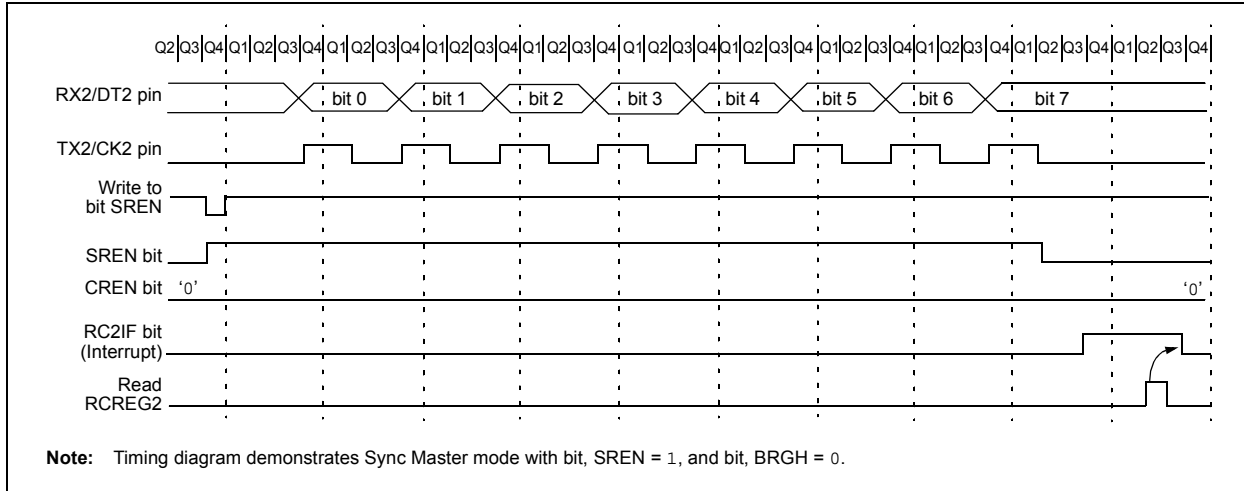 Q2 Q3 Q4 Q1 Q2 Q3 Q4 Q1 Q2 Q3 Q4 Q1 Q2 Q3 Q4 Q1 Q2 Q3 Q4 Q1 Q2 Q3 Q4 Q1 Q2 Q3 Q4 Q1 Q2 Q3 Q4 Q1 Q2 Q3 Q4 Q1 Q2 Q3 Q4 Q1 Q2 Q3 Q4
RX2/DT2 pin
bit 0 bit 1 bit 2 bit 3 bit 4 bit 5 bit 6 bit 7
TX2/CK2 pin
Write to
bit SREN
SREN bit
CREN bit ‘0’ ‘0’
RC2IF bit
(Interrupt)
Read
RCREG2
Note: Timing diagram demonstrates Sync Master mode with bit, SREN = 1, and bit, BRGH = 0.